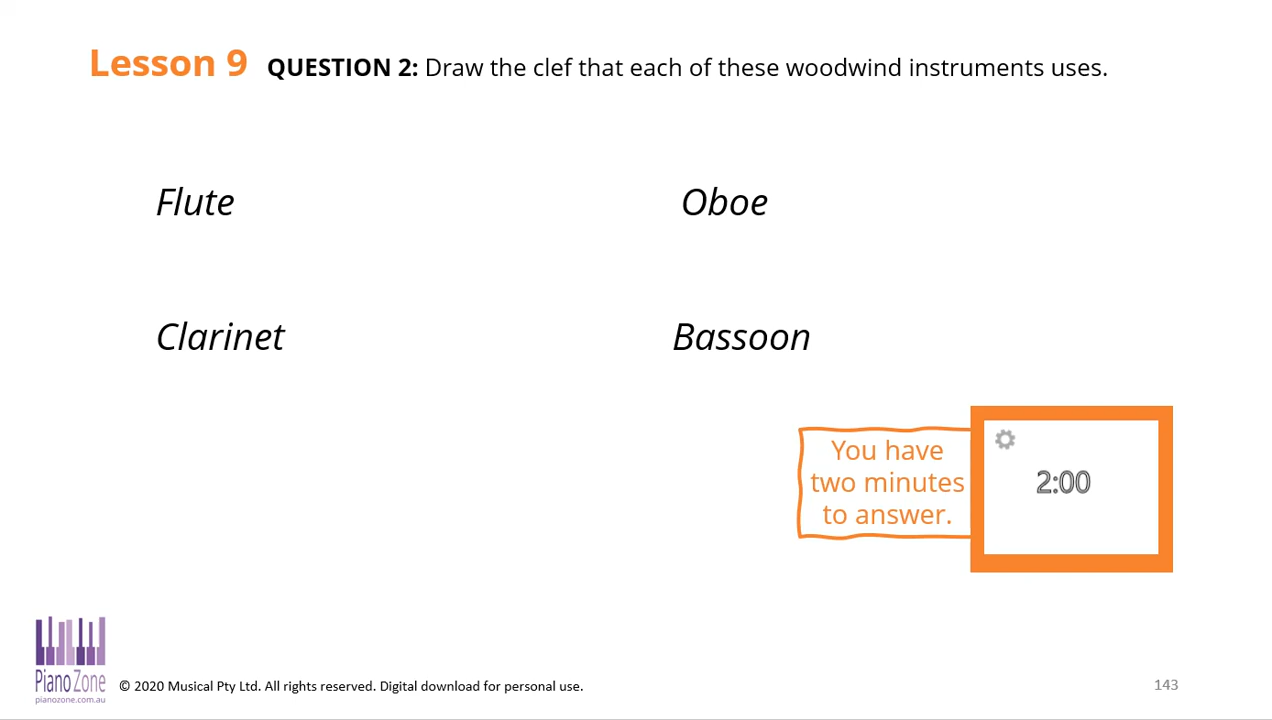 Lesson 9 QUESTION 2: Draw the clef that each of these woodwind instruments uses.
Flute
Oboe
Clarinet
Bassoon
You have
two minutes
to answer.
2:00
Piano Zone
pianozone.com.au
© 2020 Musical Pty Ltd. All rights reserved. Digital download for personal use.
143